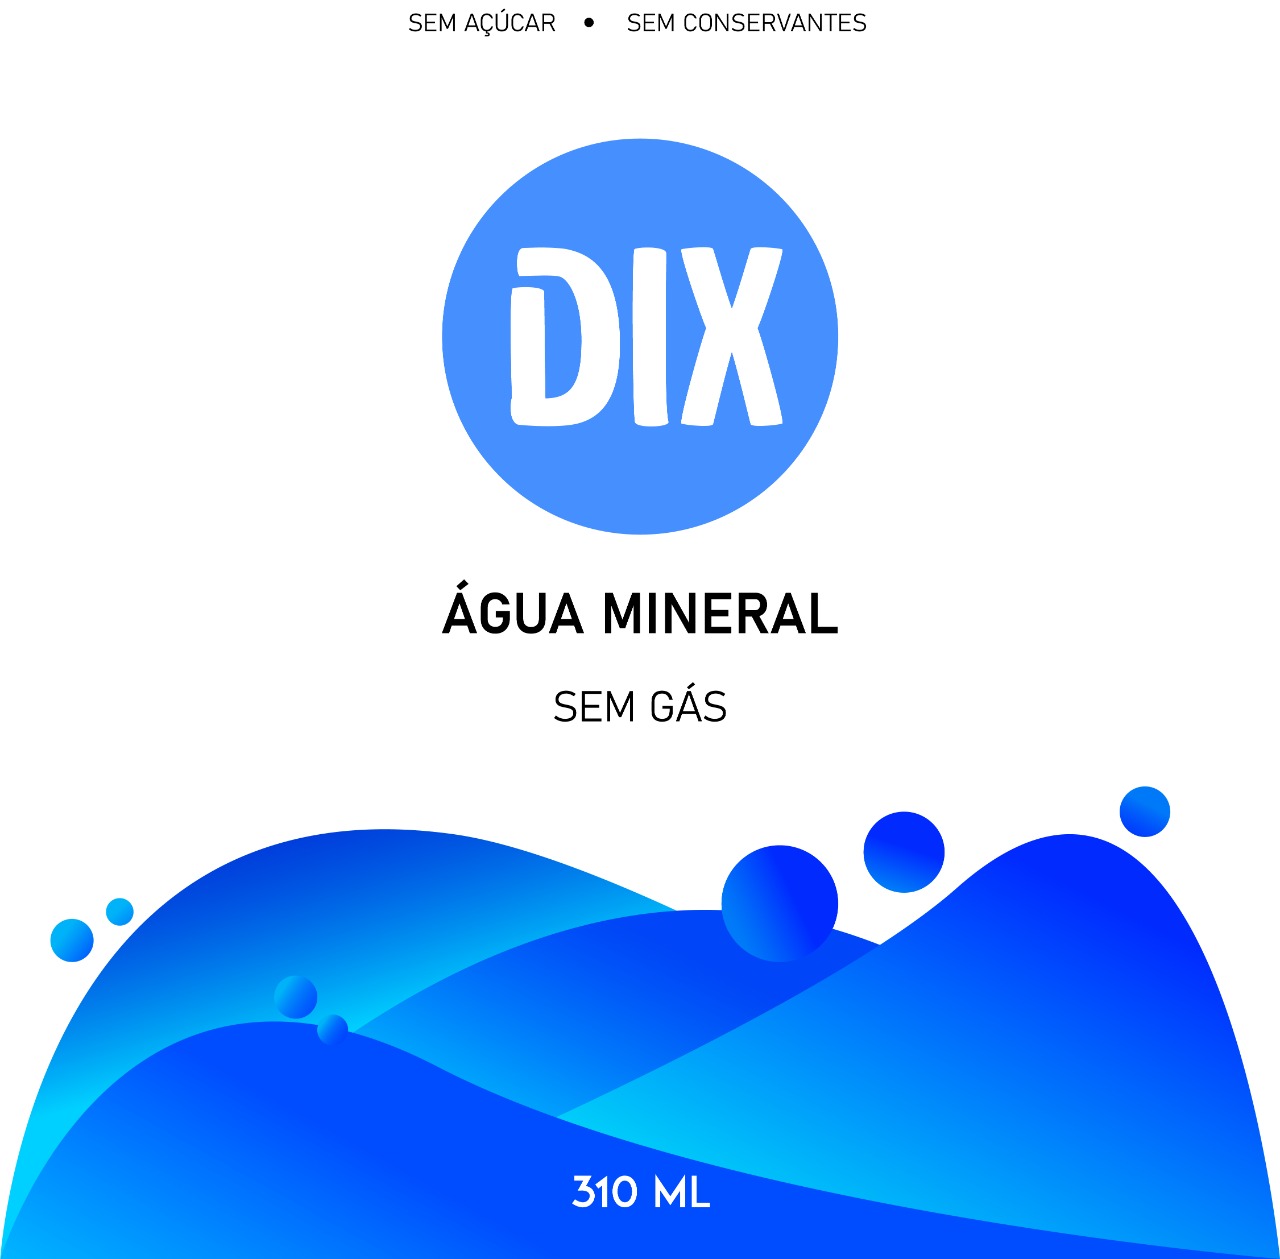 SEM AÇÚCAR • SEM CONSERVANTES
DIX
ÁGUA MINERAL
SEM GÁS
310 ML